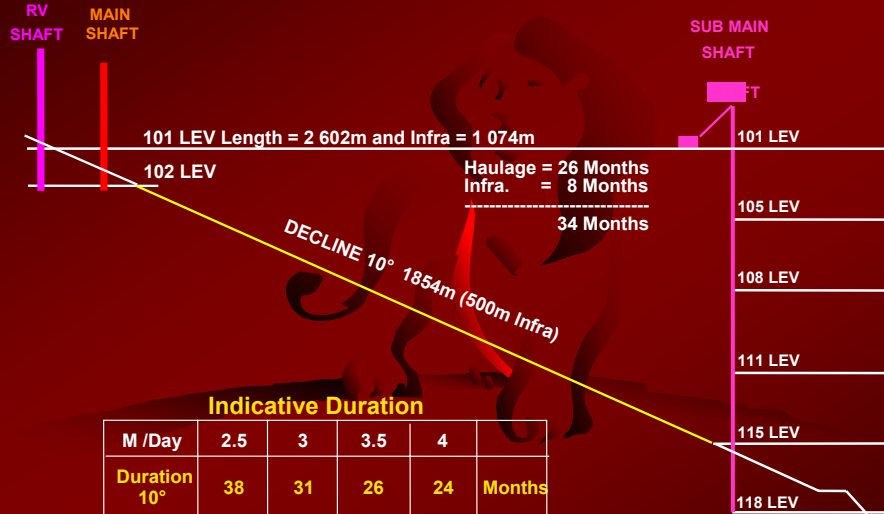 RV
SHAFT
MAIN
SHAFT
SUB MAIN
SHAFT
FT
101 LEV Length = 2 602m and Infra = 1 074m
101 LEV
102 LEV
Haulage = 26 Months
Infra. = 8 Months
-----------------------------
34 Months
105 LEV
DECLINE 10° 1854m (500m Infra)
108 LEV
111 LEV
Indicative Duration
M /Day 2.5 3 3.5 4
Duration
10° 38 31 26 24 Months
115 LEV
118 LEV